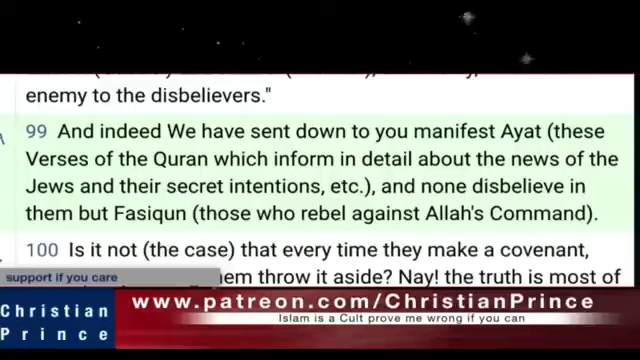 enemy to the disbelievers."
99 And indeed We have sent down to you manifest Ayat (these
Verses of the Quran which inform in detail about the news of the
Jews and their secret intentions, etc.), and none disbelieve in
them but Fasiqun (those who rebel against Allah's Command).
100 Is it not (the case) that every time they make a covenant,
them throw it aside? Nay! the truth is most of
support if you care
Christian
Prince
www.patreon.com/ChristianPrince
Islam is a Cult prove me wrong if you can